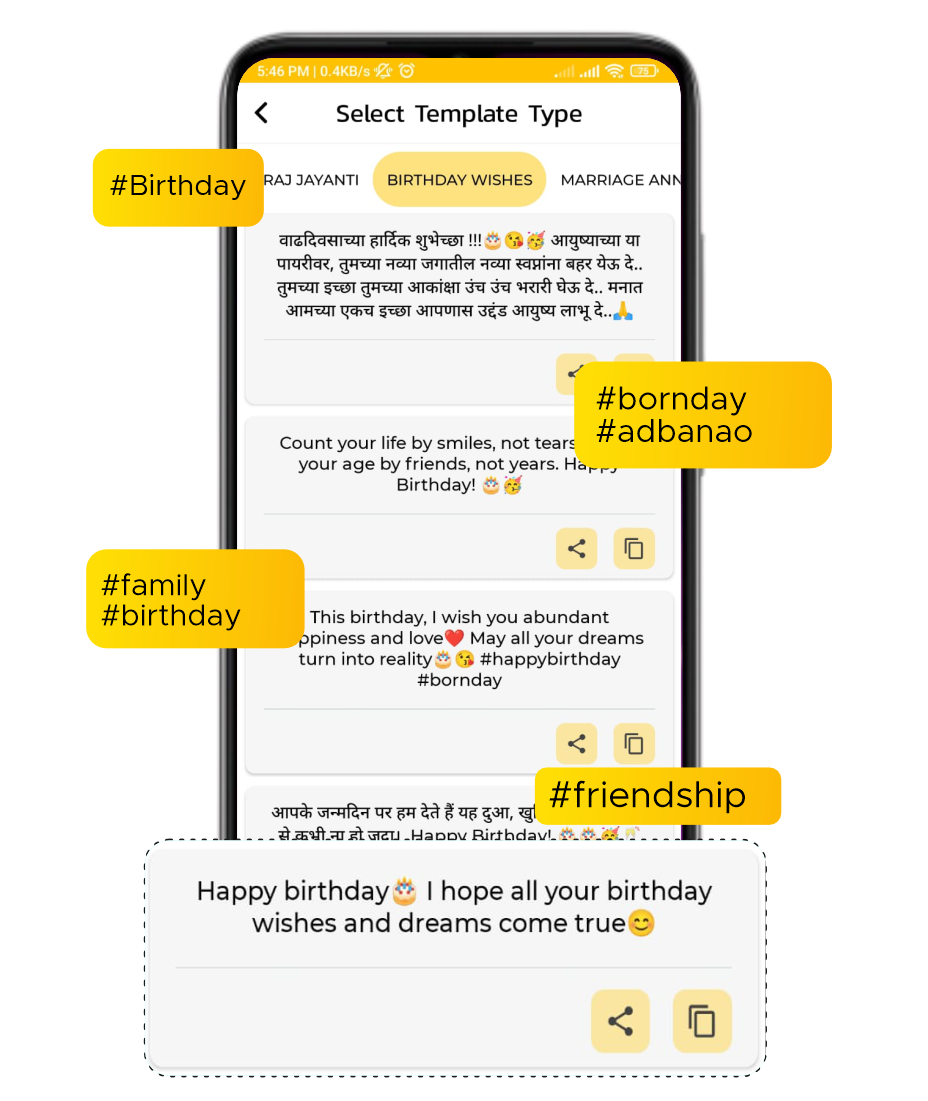 5:46 PM | 0.4KB/s
75
Select Template Type
#Birthday
RAJ JAYANTI
BIRTHDAY WISHES
MARRIAGE ANN
वाढदिवसाच्या हार्दिक शुभेच्छा !!!🎂😘🥳 आयुष्याच्या या
पायरीवर, तुमच्या नव्या जगातील नव्या स्वप्नांना बहर येऊ दे..
तुमच्या इच्छा तुमच्या आकांक्षा उंच उंच भरारी घेऊ दे.. मनात
आमच्या एकच इच्छा आपणास उदंड आयुष्य लाभू दे..🙏
#bornday
#adbanao
Count your life by smiles, not tears
your age by friends, not years. Happy
Birthday! 🎂🥳
#family
#birthday
This birthday, I wish you abundant
ppiness and love❤️ May all your dreams
turn into reality🎂😘 #happybirthday
#bornday
#friendship
आपके जन्मदिन पर हम देते हैं यह दुआ,
से कभी ना हो जुदा. Happy Birthday! 🎂🎂🥳🥂
Happy birthday🎂 I hope all your birthday
wishes and dreams come true😊